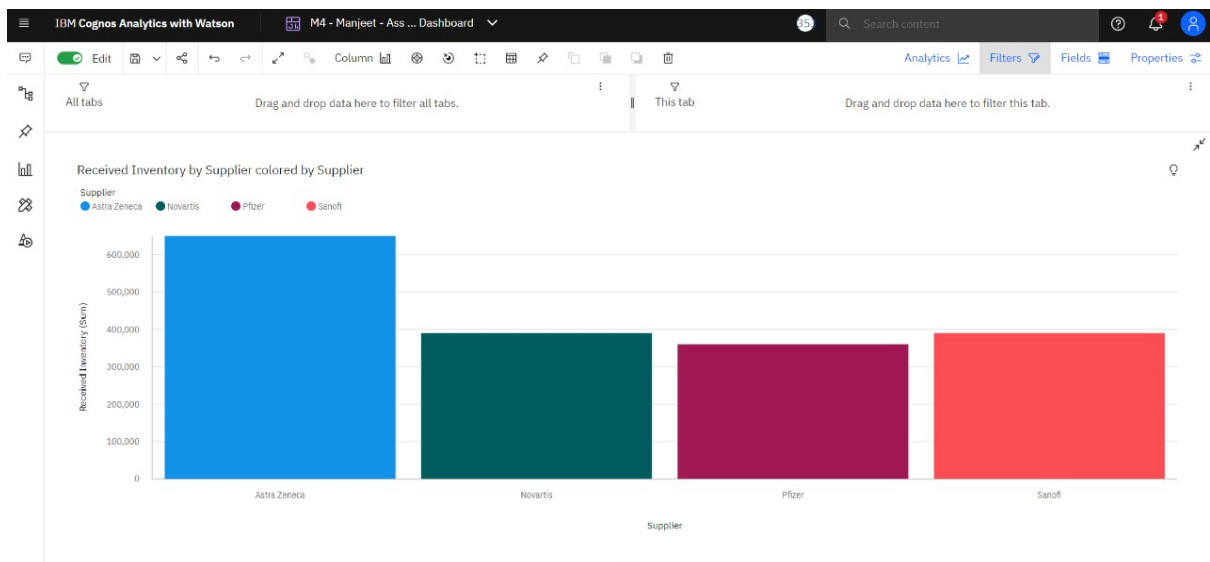 IBM Cognos Analytics with Watson
M4 - Manjeet - Ass ... Dashboard
35
Search content
1
Edit
Column
Analytics
Filters
Fields
Properties
All tabs
Drag and drop data here to filter all tabs.
This tab
Drag and drop data here to filter this tab.
Received Inventory by Supplier colored by Supplier
Supplier
Astra Zeneca Novartis Pfizer Sanofi
600,000
500,000
400,000
300,000
200,000
100,000
0
Received Inventory (Sum)
Astra Zeneca Novartis Pfizer Sanofi
Supplier